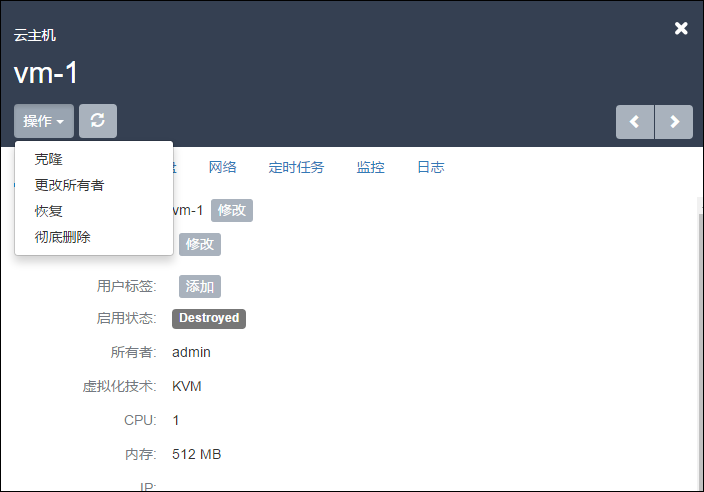 云主机
vm-1
操作
克隆
更改所有者
恢复
彻底删除
盘 网络 定时任务 监控 日志
vm-1 修改
修改
用户标签: 添加
启用状态: Destroyed
所有者: admin
虚拟化技术: KVM
CPU: 1
内存: 512 MB
IP: